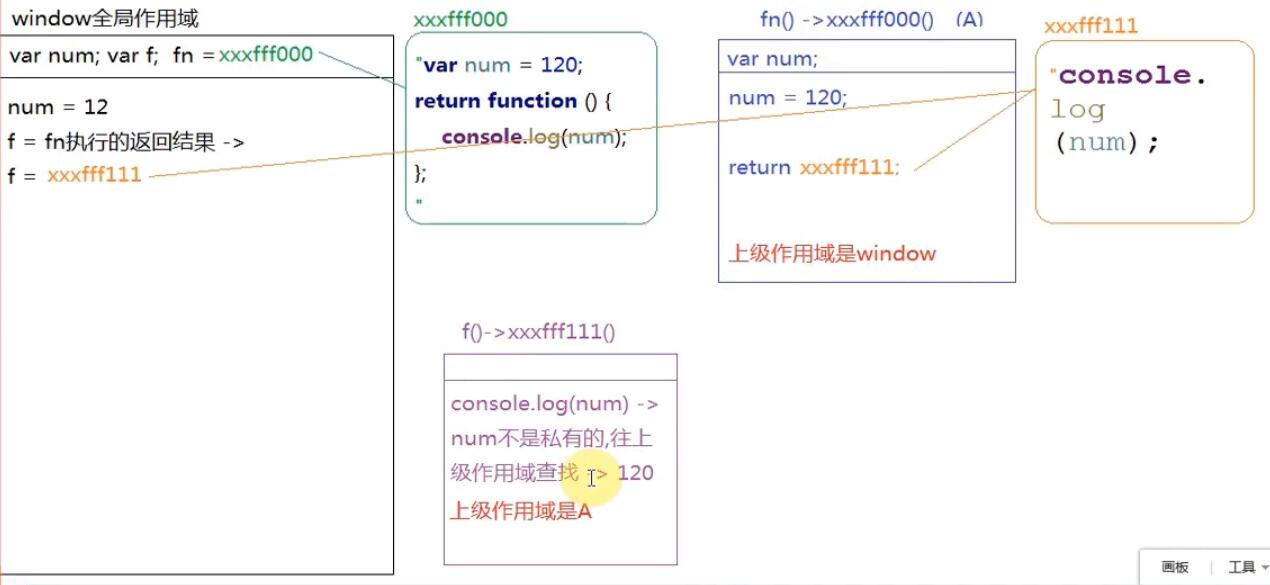 window全局作用域
var num; var f; fn =xxxfff000
num = 12
f = fn执行的返回结果 ->
f = xxxfff111
xxxfff000
"var num = 120;
return function () {
console.log(num);
};
"
fn() ->xxxfff000() (A)
var num;
num = 120;
return xxxfff111;
上级作用域是window
xxxfff111
"console.
log
(num);
f()->xxxfff111()
console.log(num) ->
num不是私有的,往上
级作用域查找 -> 120
上级作用域是A
画板
工具